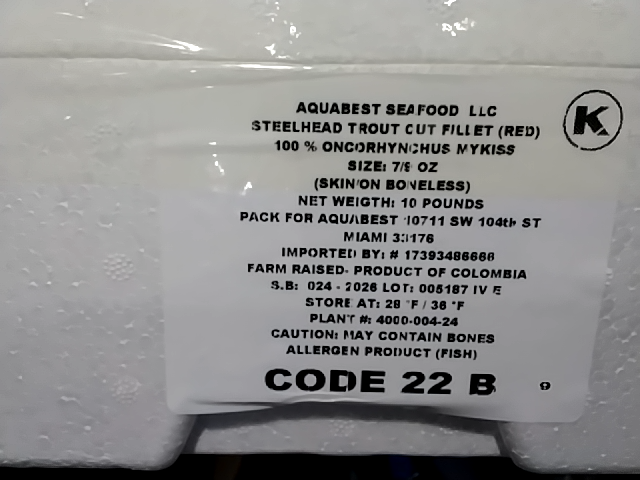 AQUABEST SEAFOOD LLC
K
STEELHEAD TROUT CUT FILLET (RED)
100 % ONCORHYNCHUS MYKISS
SIZE: 7/9 OZ
(SKIN ON BONELESS)
NET WEIGTH: 10 POUNDS
PACK FOR AQUABEST 10711 SW 104th ST
MIAMI 33176
IMPORTED BY: # 17393486668
FARM RAISED- PRODUCT OF COLOMBIA
S.B: 024 - 2026 LOT: 005187 IV E
STORE AT: 28 °F / 36 °F
PLANT #: 4000-004-24
CAUTION: MAY CONTAIN BONES
ALLERGEN PRODUCT (FISH)
CODE 22 B